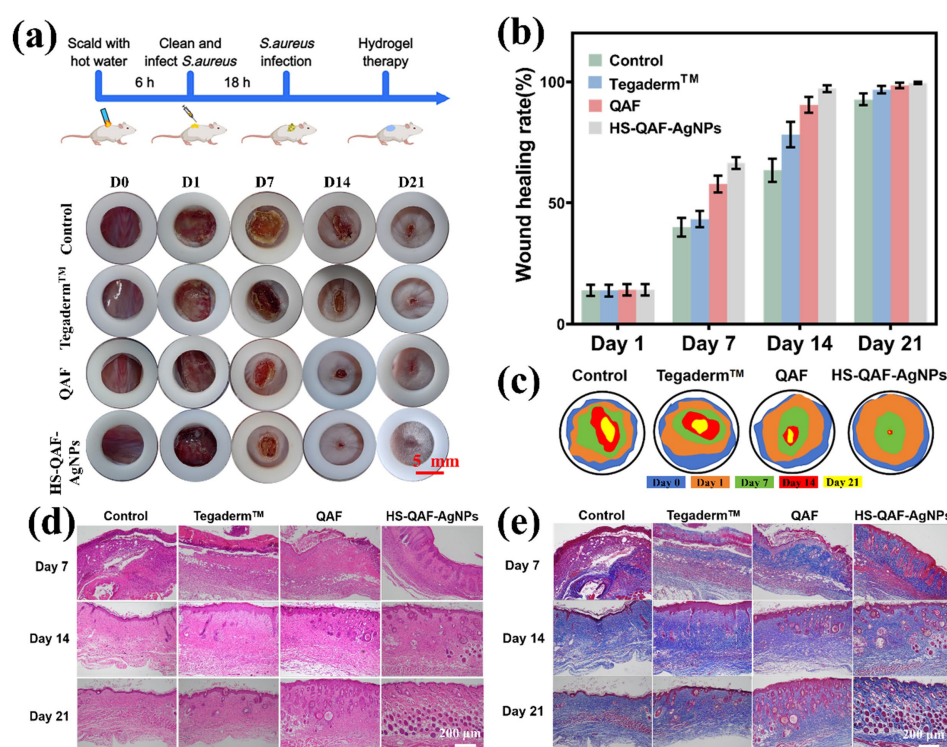 (a)
Scald with
hot water
Clean and
infect S.aureus
S.aureus
infection
Hydrogel
therapy
6 h
18 h
D0 D1 D7 D14 D21
Control
Tegaderm™
QAF
HS-QAF-
AgNPs
5 mm
(b)
Wound healing rate(%)
100
50
0
Control
Tegaderm™
QAF
HS-QAF-AgNPs
Day 1 Day 7 Day 14 Day 21
(c)
Control Tegaderm™ QAF HS-QAF-AgNPs
Day 0 Day 1 Day 7 Day 14 Day 21
(d)
Control Tegaderm™ QAF HS-QAF-AgNPs
Day 7
Day 14
Day 21
200 μm
(e)
Control Tegaderm™ QAF HS-QAF-AgNPs
Day 7
Day 14
Day 21
200 μm